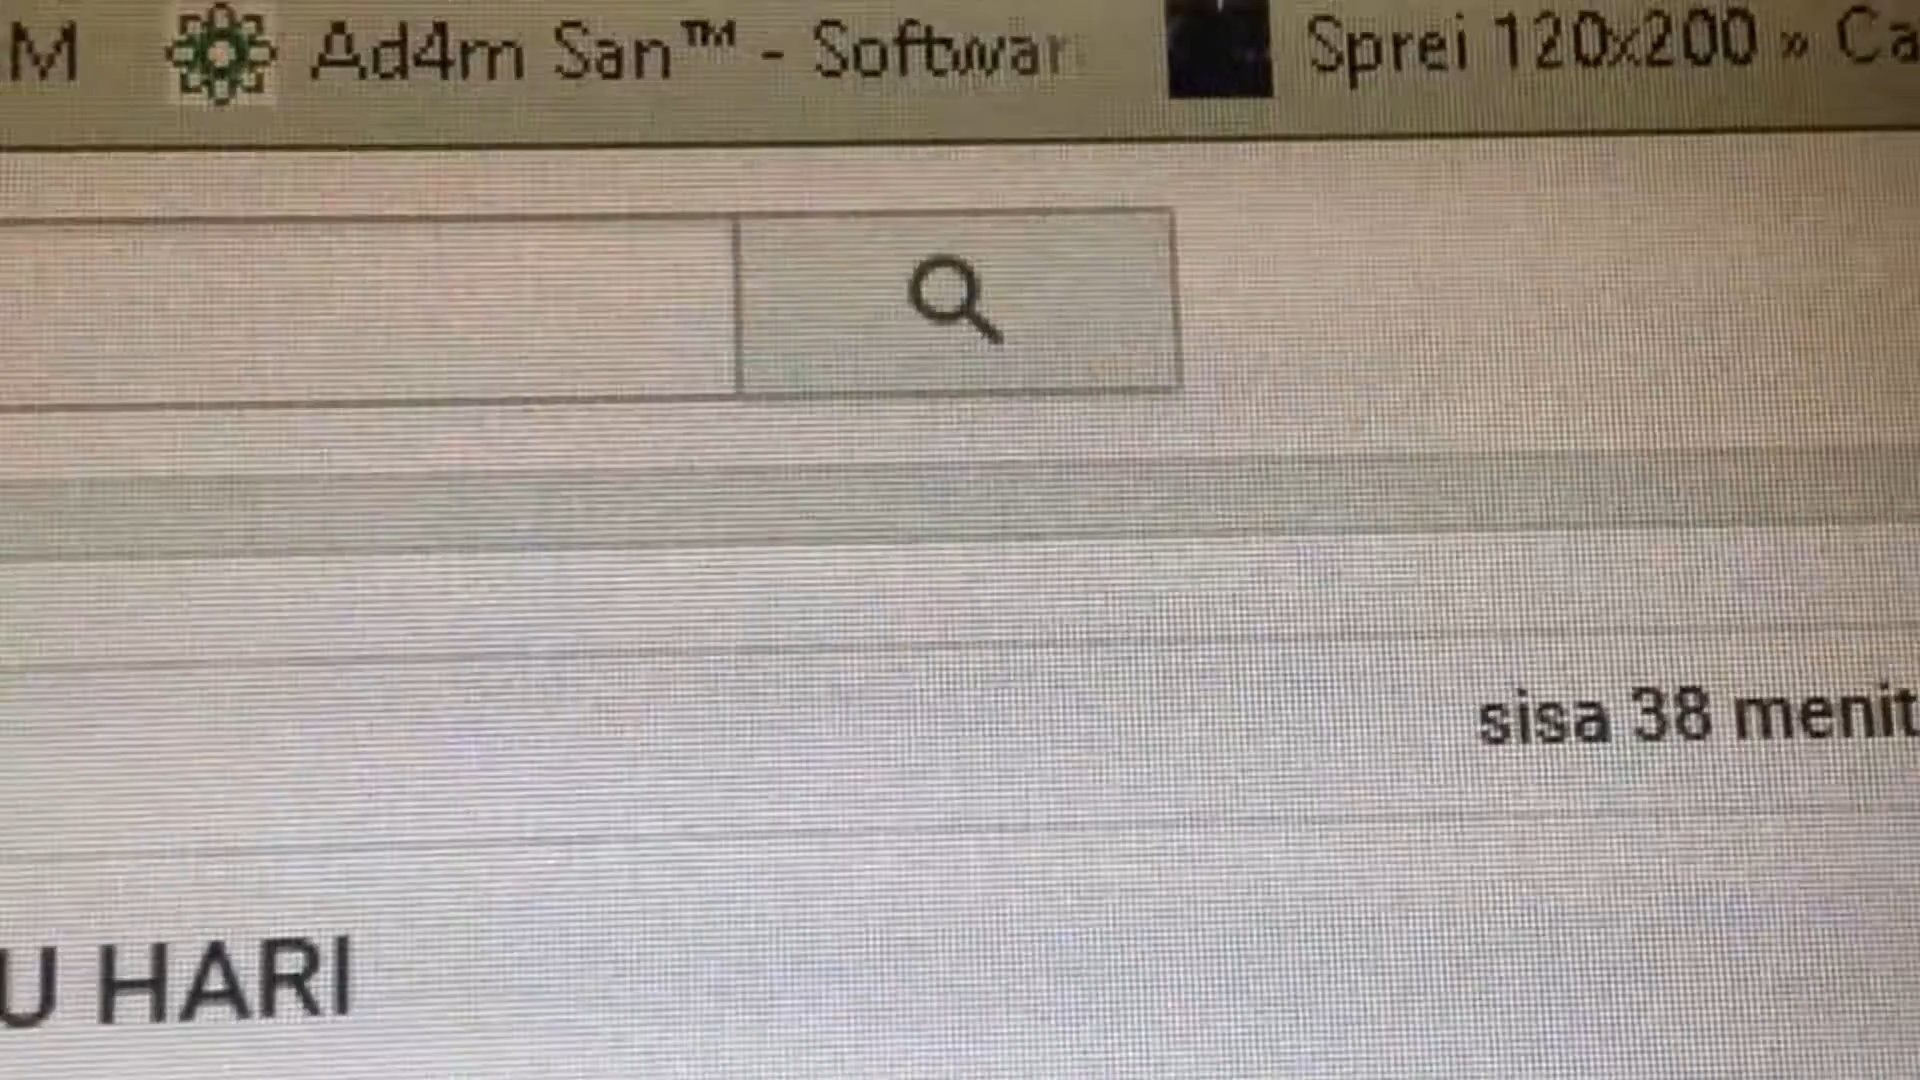 M Ad4m San™ - Softwar Sprei 120x200 » Ca
sisa 38 menit
U HARI